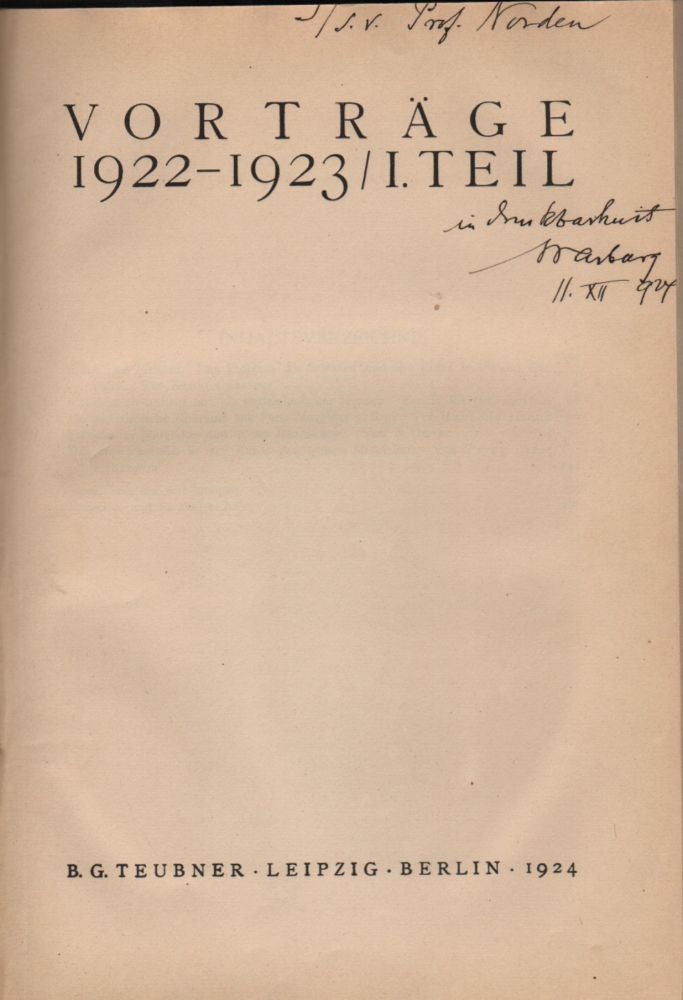 s. v. Prof. Norden
VORTRÄGE
1922–1923/I. TEIL
in Dankbarkeit
Warburg
11. XII 924
B. G. TEUBNER · LEIPZIG · BERLIN · 1924